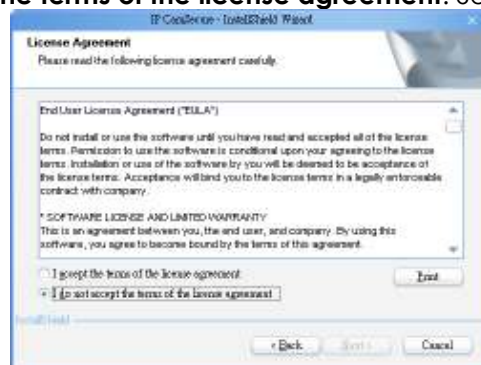 the terms of the license agreement.
IP CamSecure - InstallShield Wizard
License Agreement
Please read the following license agreement carefully.
End User License Agreement ("EULA")
Do not install or use the software until you have read and accepted all of the license
terms. Permission to use the software is conditional upon your agreeing to the license
terms. Installation or use of the software by you will be deemed to be acceptance of
the license terms. Acceptance will bind you to the license terms in a legally enforceable
contract with company.
* SOFTWARE LICENSE AND LIMITED WARRANTY
This is an agreement between you, the end user, and company. By using this
software, you agree to become bound by the terms of this agreement.
I accept the terms of the license agreement
Print
I do not accept the terms of the license agreement
InstallShield
< Back
Next >
Cancel